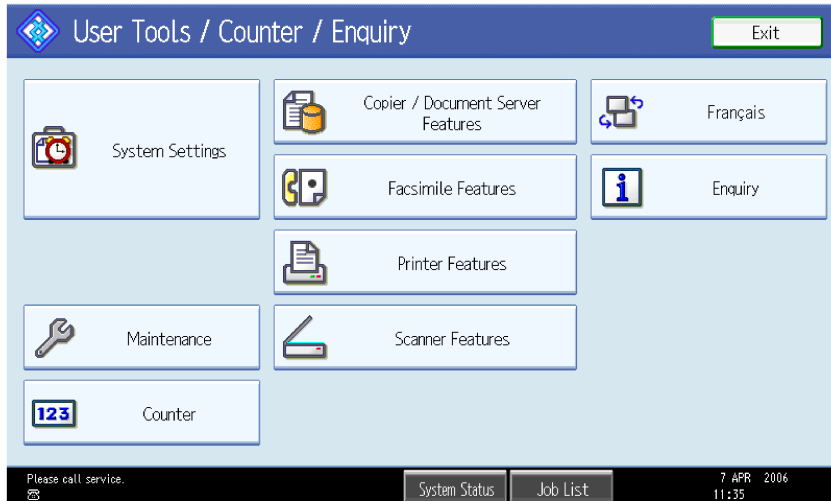 User Tools / Counter / Enquiry
Exit
System Settings
Copier / Document Server
Features
Français
Facsimile Features
Enquiry
Printer Features
Maintenance
Scanner Features
123
Counter
Please call service.
System Status
Job List
7 APR 2006
11:35